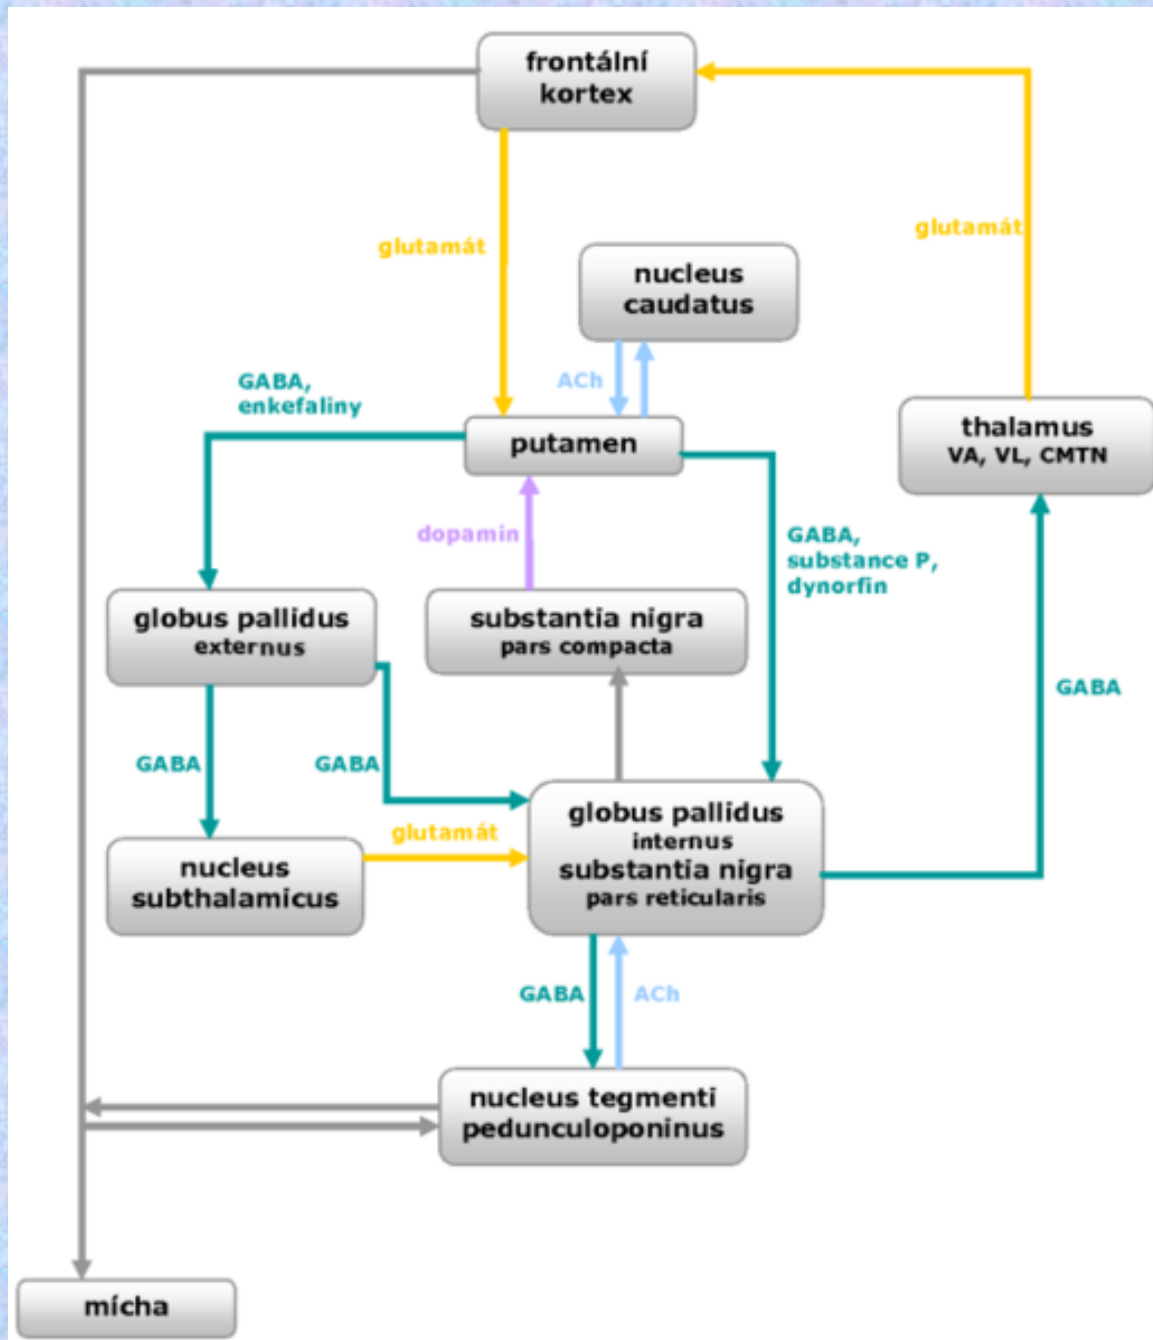 frontální
kortex
glutamát
glutamát
nucleus
caudatus
ACh
GABA,
enkefaliny
putamen
thalamus
VA, VL, CMTN
dopamin
GABA,
substance P,
dynorfin
globus pallidus
externus
substantia nigra
pars compacta
GABA
GABA
GABA
glutamát
globus pallidus
internus
substantia nigra
pars reticularis
nucleus
subthalamicus
GABA
ACh
nucleus tegmenti
pedunculoponinus
mícha